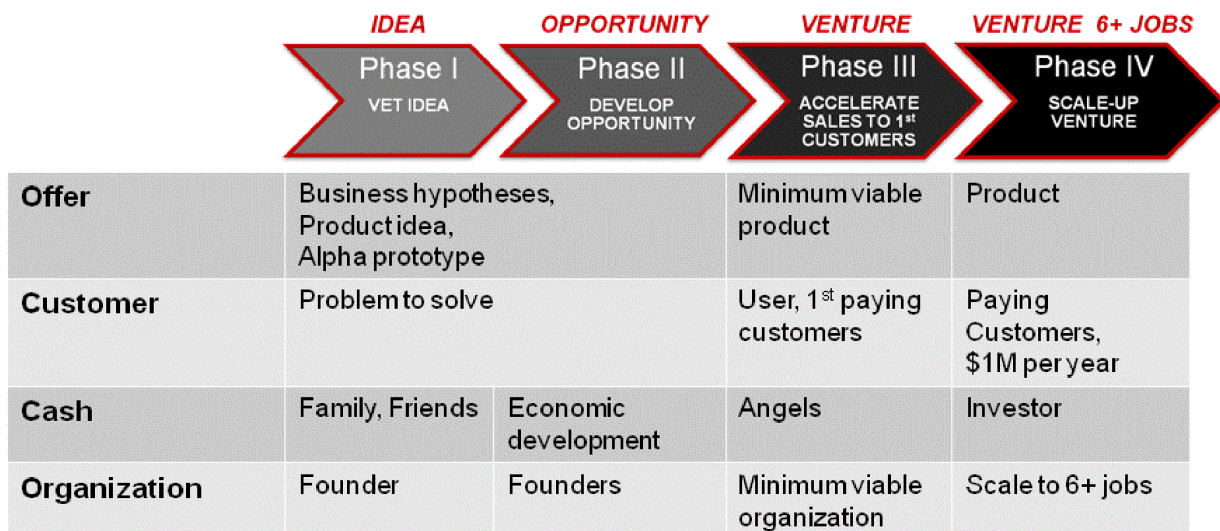 IDEA
OPPORTUNITY
VENTURE
VENTURE 6+ JOBS
Phase I
VET IDEA
Phase II
DEVELOP
OPPORTUNITY
Phase III
ACCELERATE
SALES TO 1st
CUSTOMERS
Phase IV
SCALE-UP
VENTURE
Offer
Business hypotheses,
Product idea,
Alpha prototype
Minimum viable
product
Product
Customer
Problem to solve
User, 1st paying
customers
Paying
Customers,
$1M per year
Cash
Family, Friends
Economic
development
Angels
Investor
Organization
Founder
Founders
Minimum viable
organization
Scale to 6+ jobs